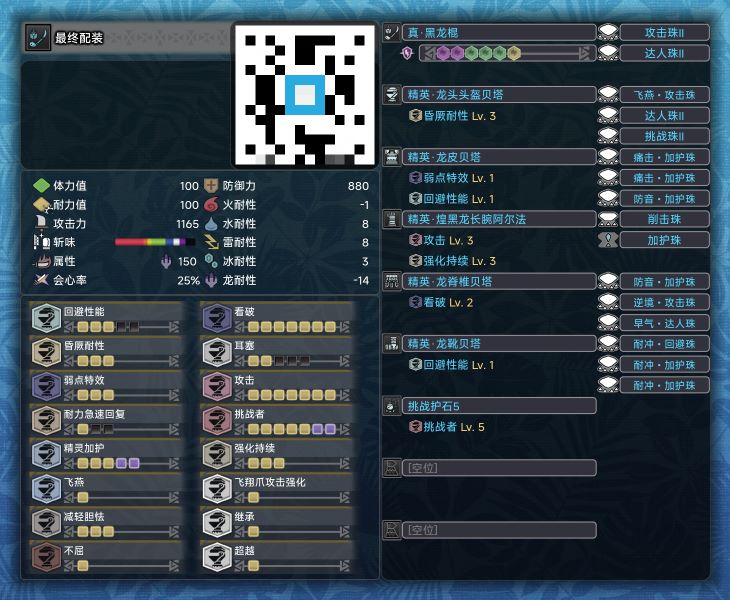 最终配装
体力值 100
防御力 880
耐力值 100
火耐性 -1
攻击力 1165
水耐性 8
斩味
雷耐性 8
属性 150
冰耐性 3
会心率 25%
龙耐性 -14
回避性能
看破
昏厥耐性
耳塞
弱点特效
攻击
耐力急速回复
挑战者
精灵加护
强化持续
飞燕
飞翔爪攻击强化
减轻胆怯
继承
不屈
超越
真·黑龙棍
攻击珠II
达人珠II
精英·龙头头盔贝塔
飞燕·攻击珠
昏厥耐性 Lv. 3
达人珠II
挑战珠II
精英·龙皮贝塔
痛击·加护珠
弱点特效 Lv. 1
痛击·加护珠
回避性能 Lv. 1
防音·加护珠
精英·煌黑龙长腕阿尔法
削击珠
攻击 Lv. 3
加护珠
强化持续 Lv. 3
精英·龙脊椎贝塔
防音·加护珠
看破 Lv. 2
逆境·攻击珠
早气·达人珠
精英·龙靴贝塔
耐冲·回避珠
回避性能 Lv. 1
耐冲·加护珠
耐冲·加护珠
挑战护石5
挑战者 Lv. 5
[空位]
[空位]